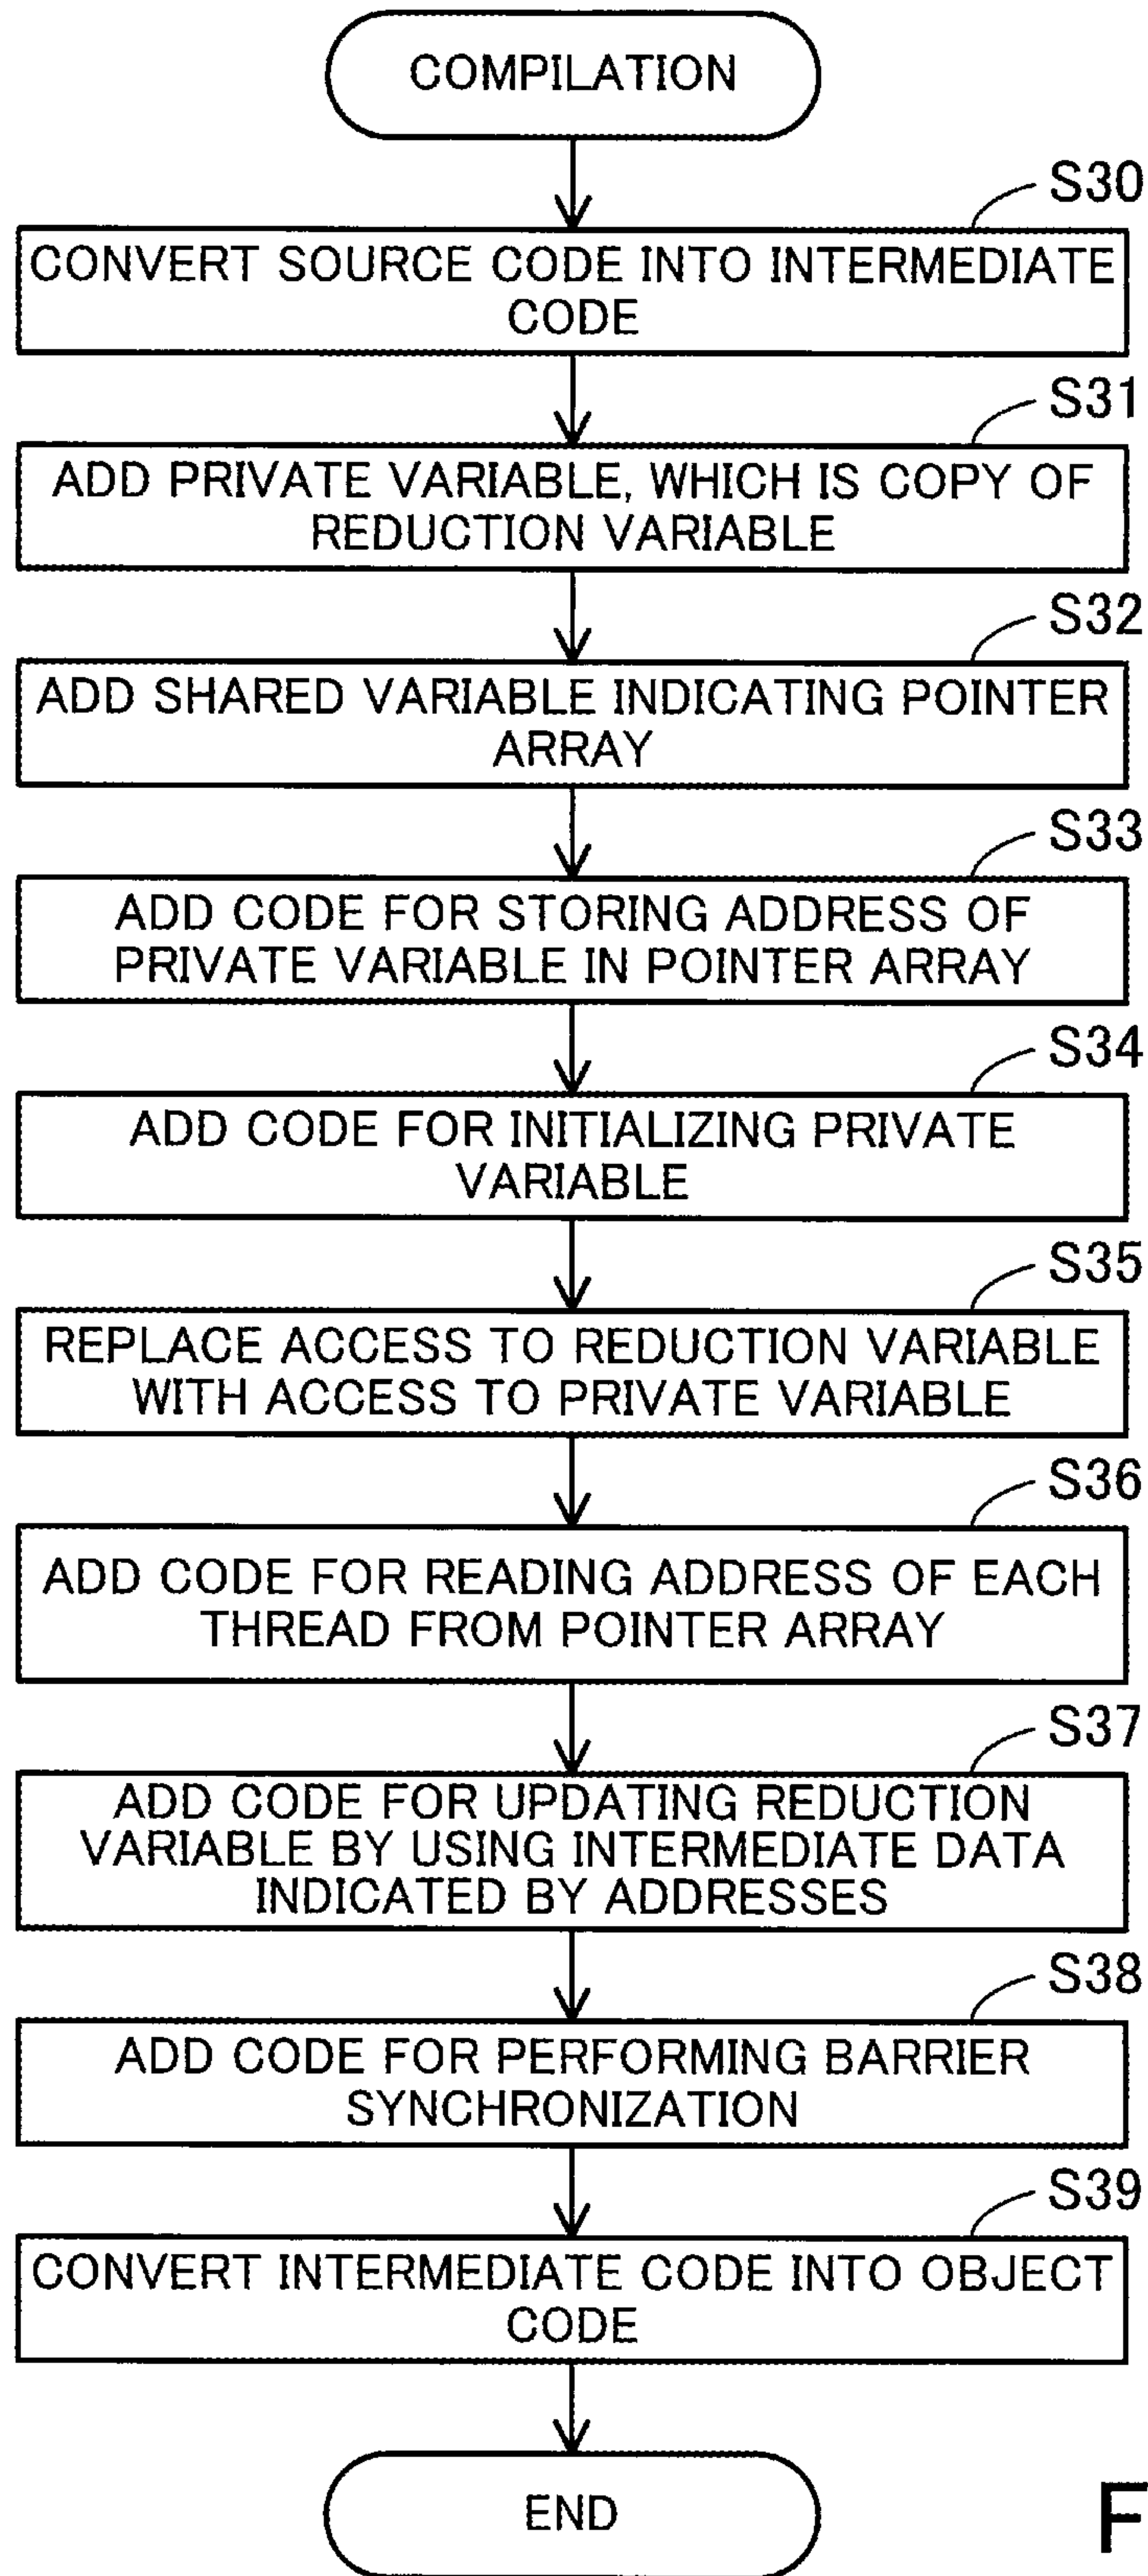 COMPILATION
S30
CONVERT SOURCE CODE INTO INTERMEDIATE
CODE
S31
ADD PRIVATE VARIABLE, WHICH IS COPY OF
REDUCTION VARIABLE
S32
ADD SHARED VARIABLE INDICATING POINTER
ARRAY
S33
ADD CODE FOR STORING ADDRESS OF
PRIVATE VARIABLE IN POINTER ARRAY
S34
ADD CODE FOR INITIALIZING PRIVATE
VARIABLE
S35
REPLACE ACCESS TO REDUCTION VARIABLE
WITH ACCESS TO PRIVATE VARIABLE
S36
ADD CODE FOR READING ADDRESS OF EACH
THREAD FROM POINTER ARRAY
S37
ADD CODE FOR UPDATING REDUCTION
VARIABLE BY USING INTERMEDIATE DATA
INDICATED BY ADDRESSES
S38
ADD CODE FOR PERFORMING BARRIER
SYNCHRONIZATION
S39
CONVERT INTERMEDIATE CODE INTO OBJECT
CODE
END
F